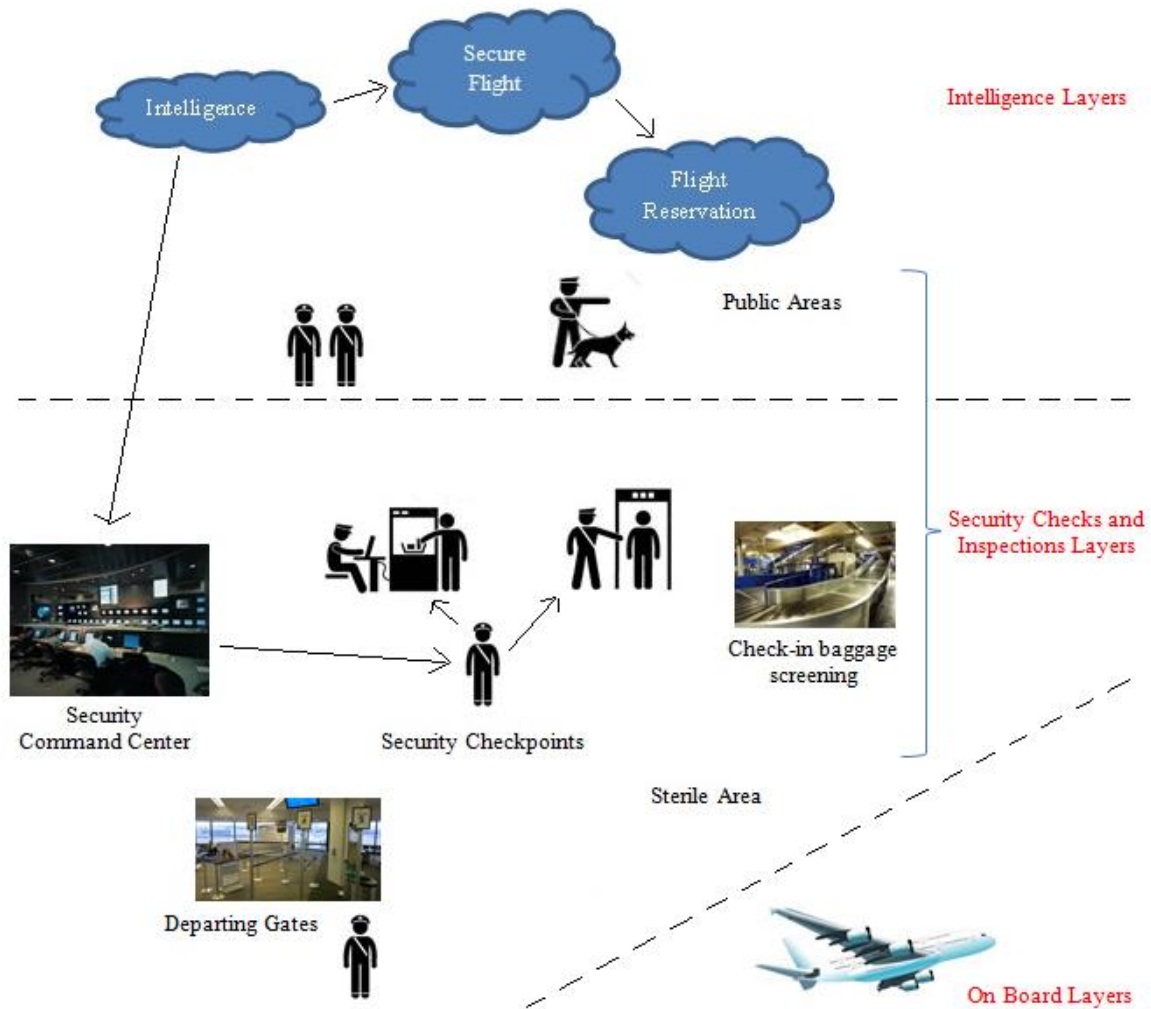 Secure
Flight
Intelligence
Intelligence Layers
Flight
Reservation
Public Areas
Security Checks and
Inspections Layers
Check-in baggage
screening
Security
Command Center
Security Checkpoints
Sterile Area
Departing Gates
On Board Layers